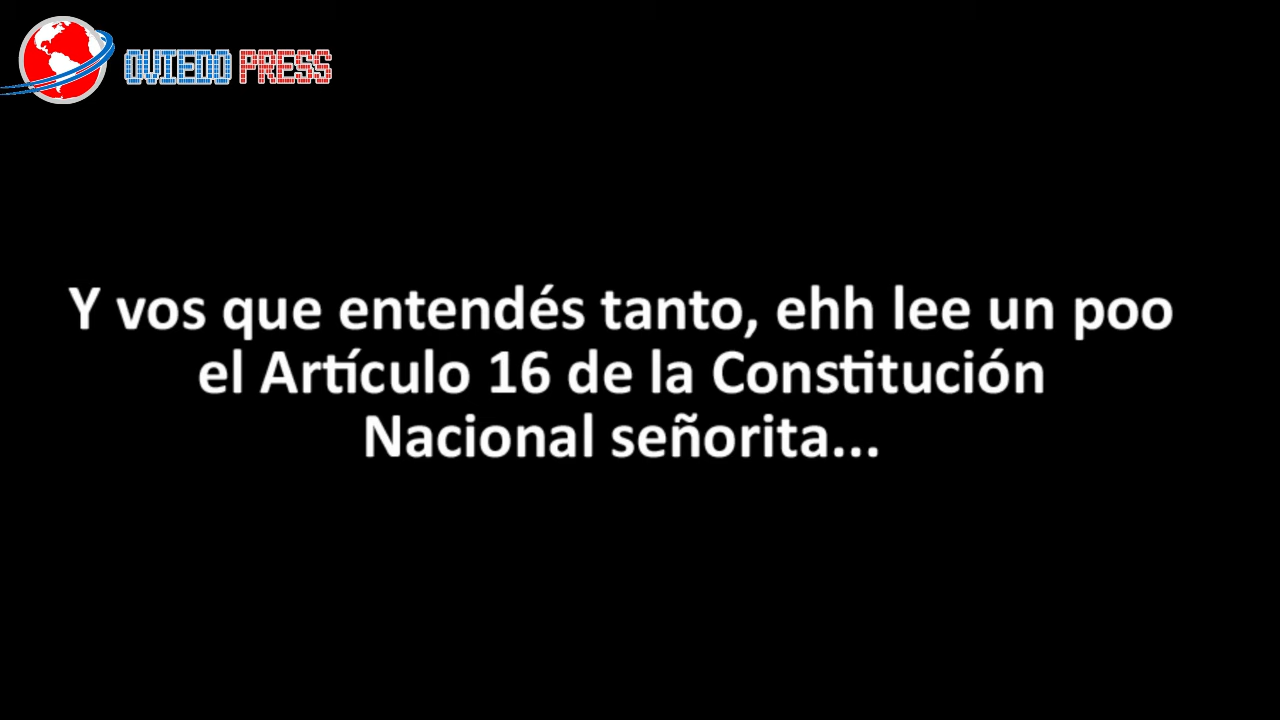 OVIEDO PRESS
Y vos que entendés tanto, ehh lee un poo
el Artículo 16 de la Constitución
Nacional señorita...